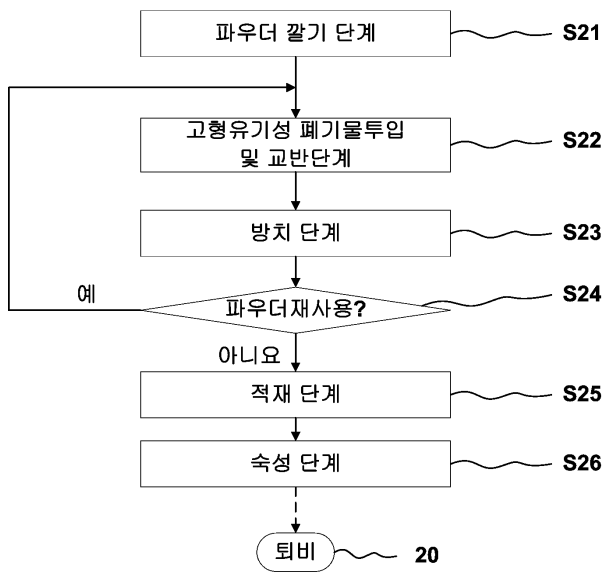 파우더 깔기 단계
S21
고형유기성 폐기물투입
및 교반단계
S22
방치 단계
S23
파우더재사용?
S24
예
아니요
적재 단계
S25
숙성 단계
S26
퇴비
20